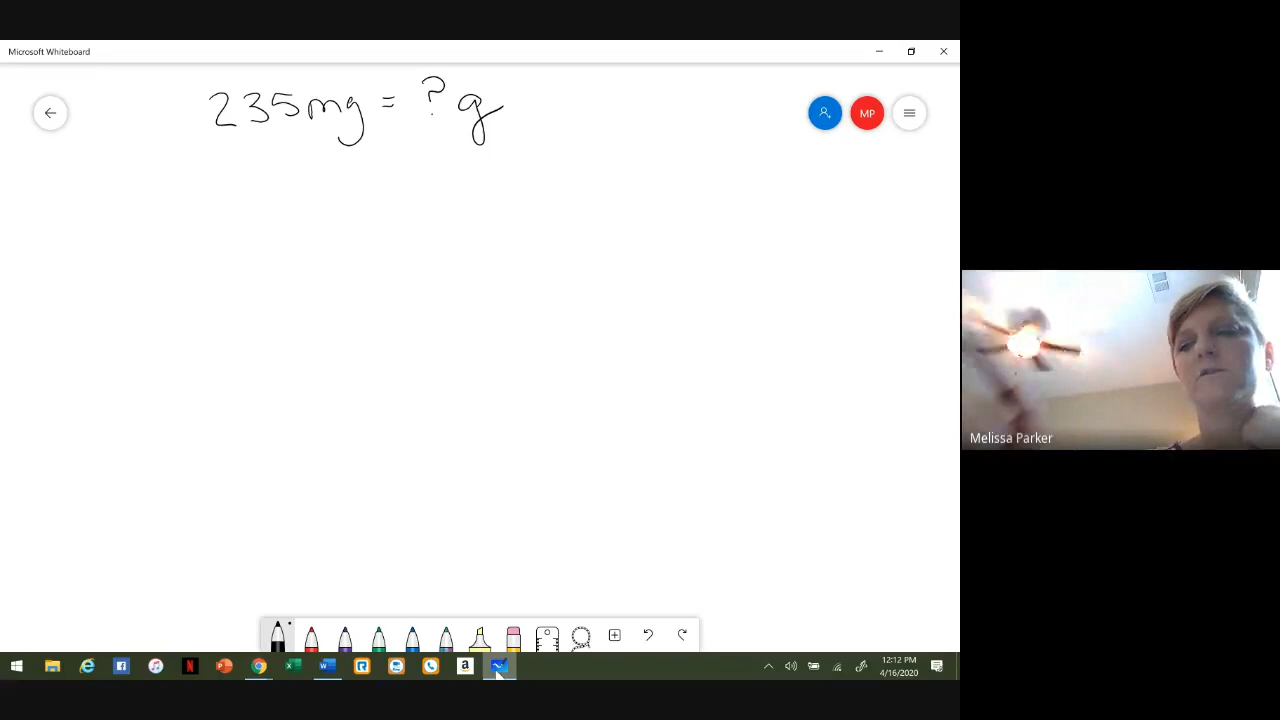 Microsoft Whiteboard
235mg = ? g
MP
Melissa Parker
12:12 PM
4/16/2020